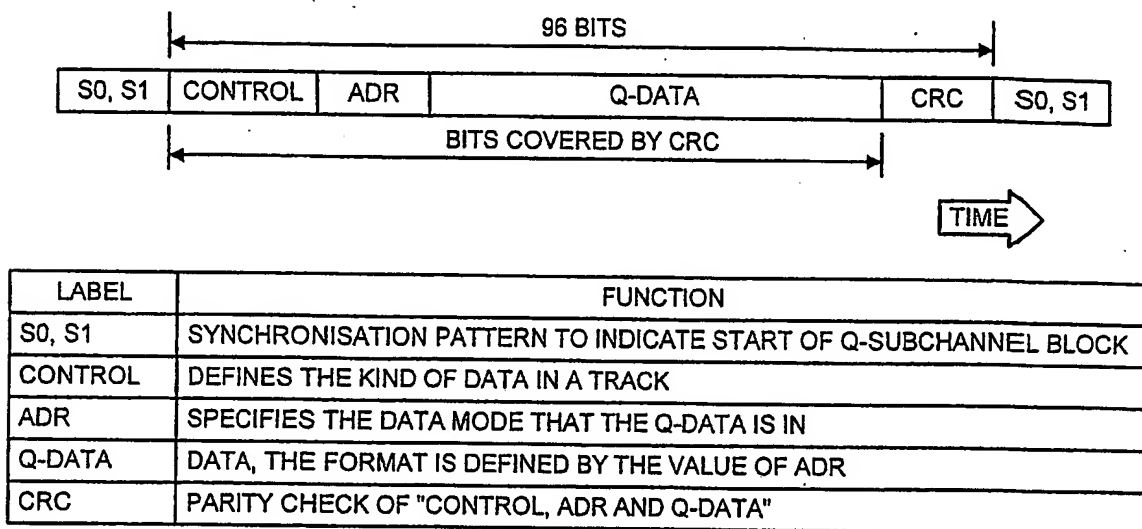 96 BITS
S0, S1 CONTROL ADR Q-DATA CRC S0, S1
BITS COVERED BY CRC
TIME
LABEL FUNCTION
S0, S1 SYNCHRONISATION PATTERN TO INDICATE START OF Q-SUBCHANNEL BLOCK
CONTROL DEFINES THE KIND OF DATA IN A TRACK
ADR SPECIFIES THE DATA MODE THAT THE Q-DATA IS IN
Q-DATA DATA, THE FORMAT IS DEFINED BY THE VALUE OF ADR
CRC PARITY CHECK OF "CONTROL, ADR AND Q-DATA"